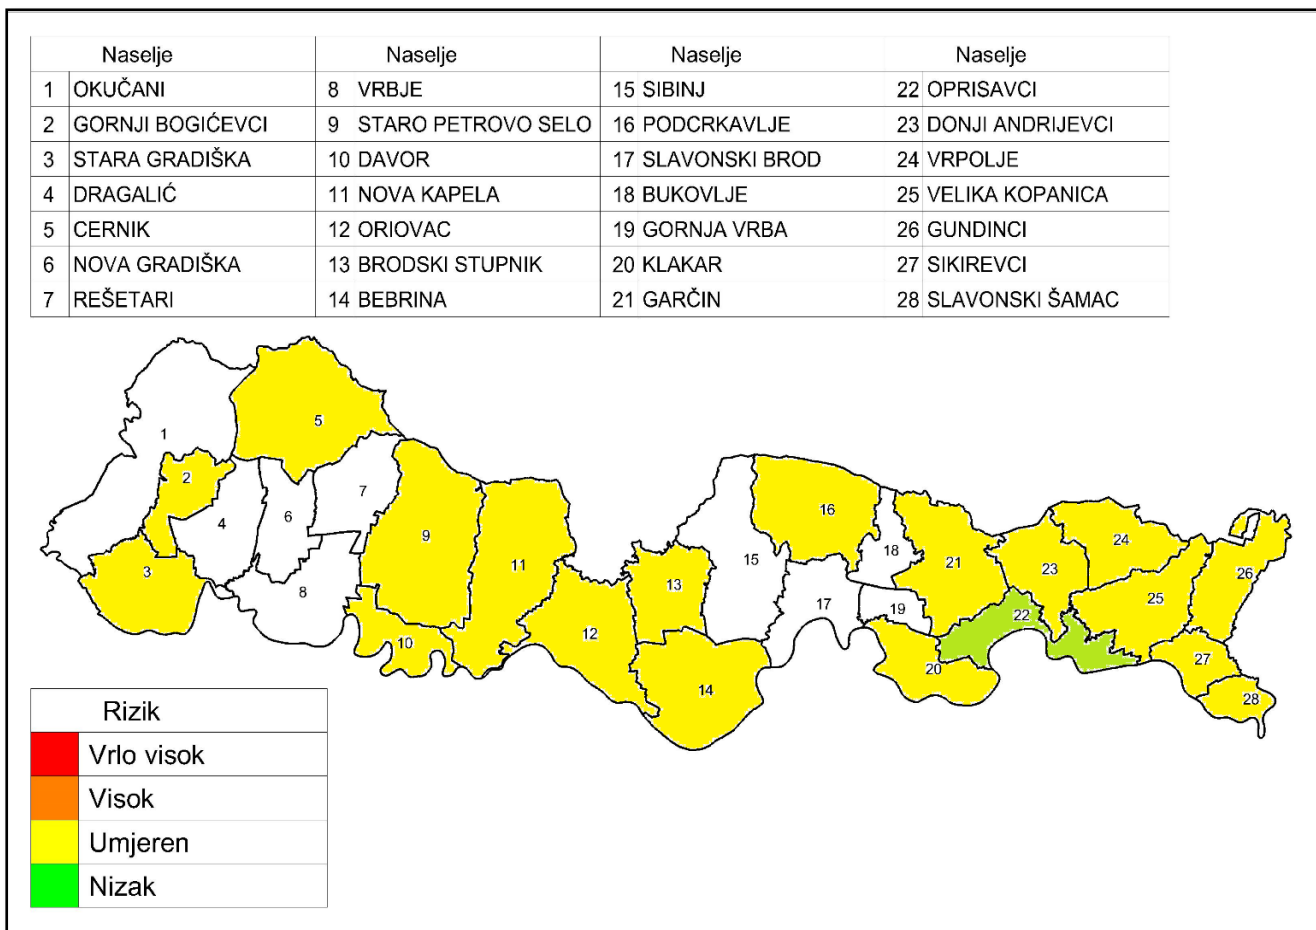 Naselje Naselje Naselje Naselje
1 OKUČANI 8 VRBJE 15 SIBINJ 22 OPRISAVCI
2 GORNJI BOGIĆEVCI 9 STARO PETROVO SELO 16 PODCRKAVLJE 23 DONJI ANDRIJEVCI
3 STARA GRADIŠKA 10 DAVOR 17 SLAVONSKI BROD 24 VRPOLJE
4 DRAGALIĆ 11 NOVA KAPELA 18 BUKOVLJE 25 VELIKA KOPANICA
5 CERNIK 12 ORIOVAC 19 GORNJA VRBA 26 GUNDINCI
6 NOVA GRADIŠKA 13 BRODSKI STUPNIK 20 KLAKAR 27 SIKIREVCI
7 REŠETARI 14 BEBRINA 21 GARČIN 28 SLAVONSKI ŠAMAC
1
2
3
4
5
6
7
8
9
10
11
12
13
14
15
16
17
18
19
20
21
22
23
24
25
26
27
28
Rizik
Vrlo visok
Visok
Umjeren
Nizak